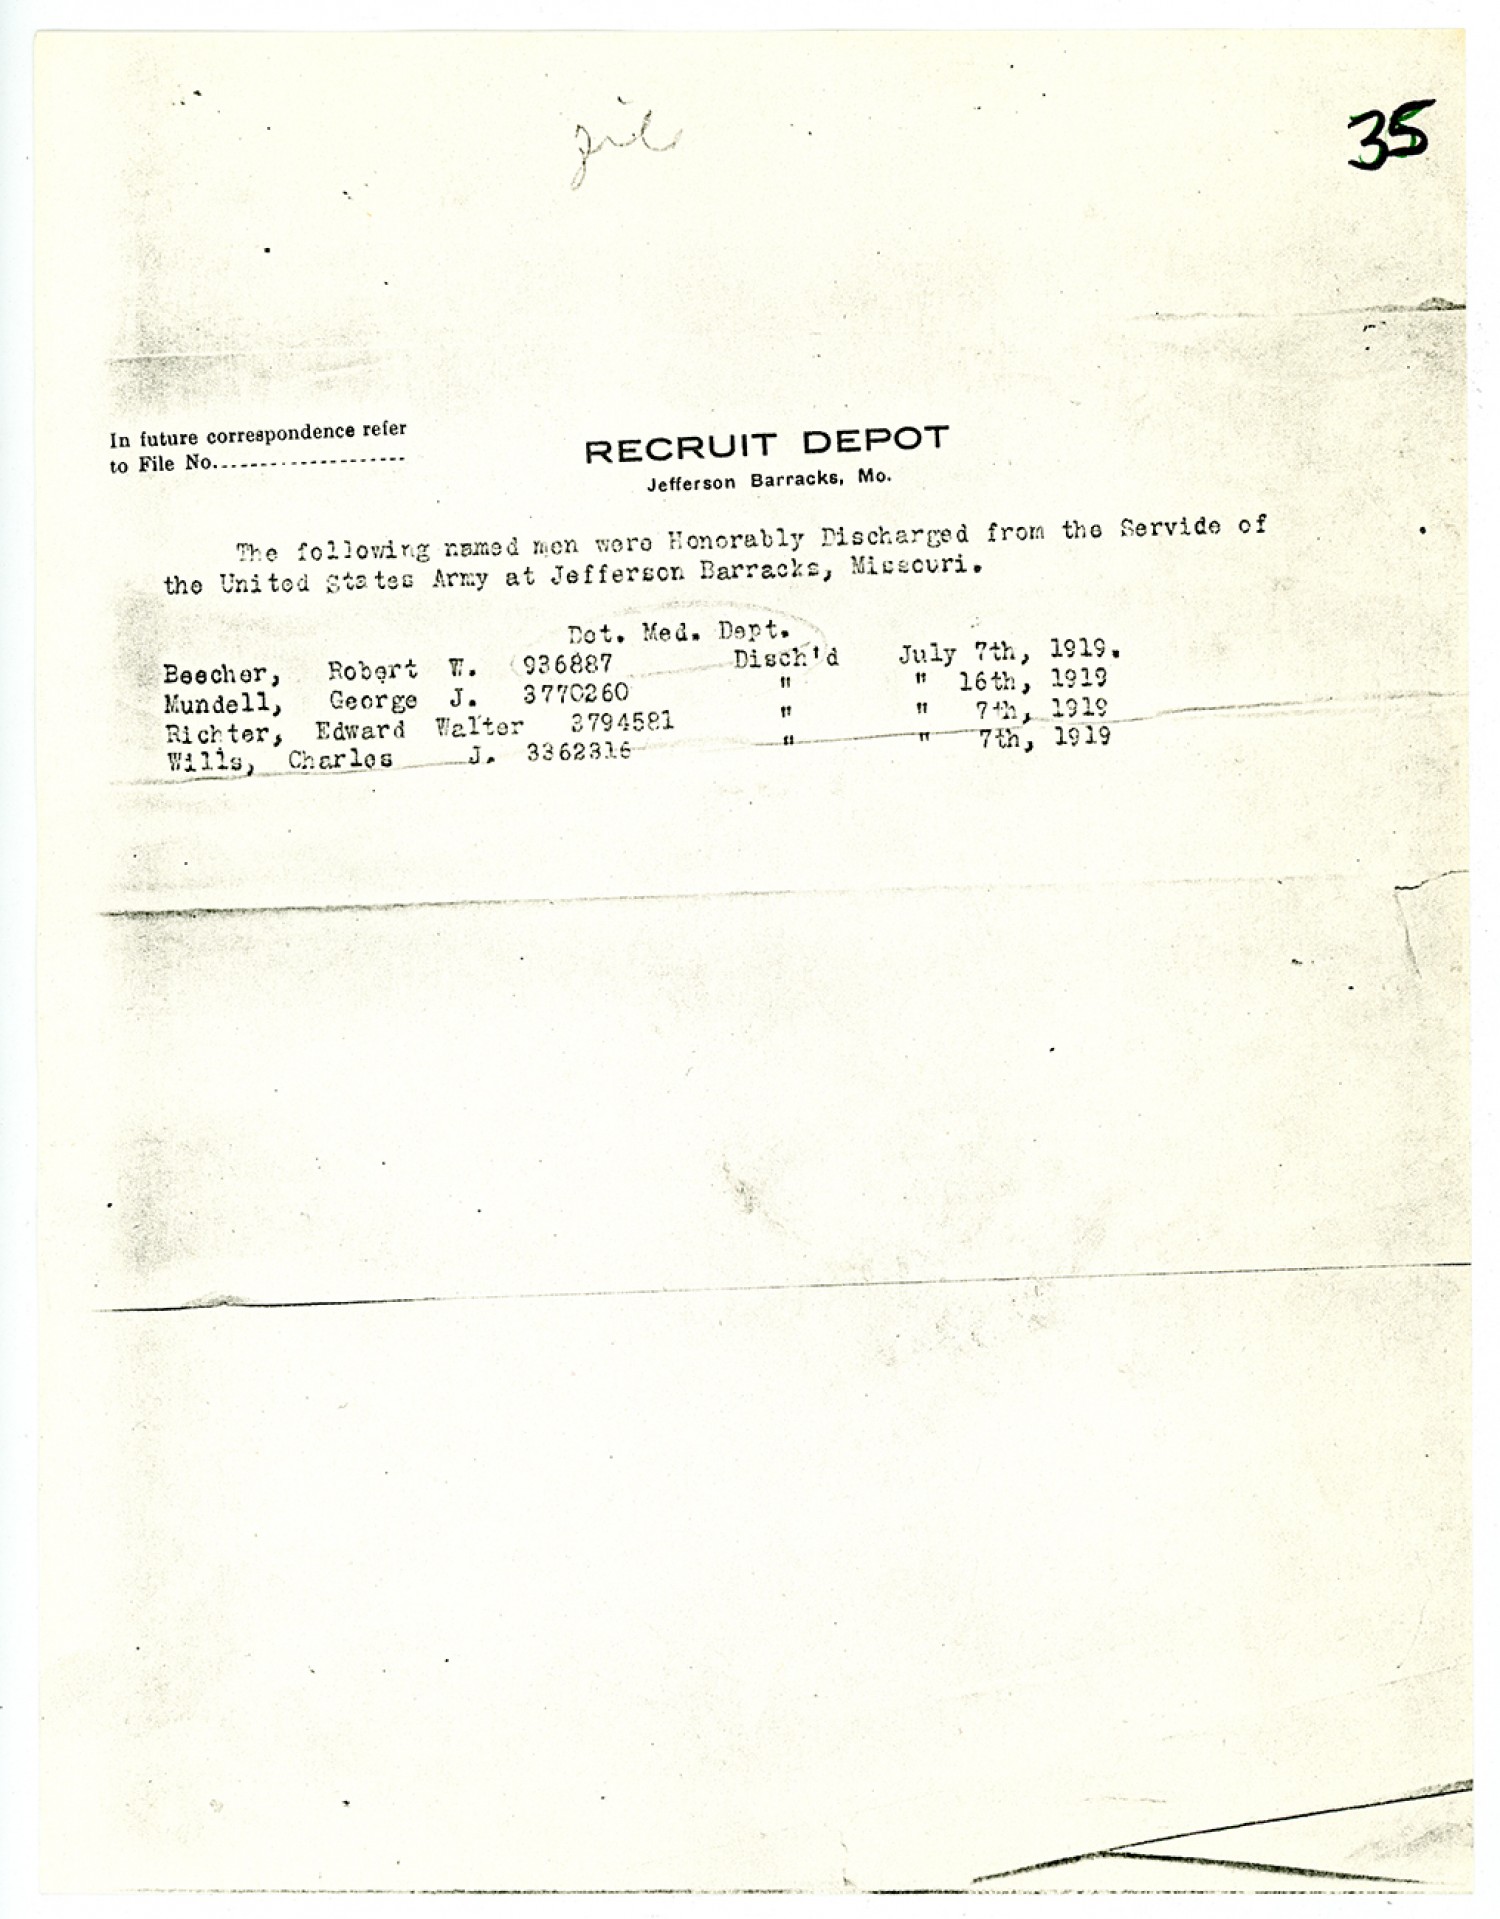 35
In future correspondence refer
to File No....................
RECRUIT DEPOT
Jefferson Barracks, Mo.
The following named men were Honorably Discharged from the Servide of
the United States Army at Jefferson Barracks, Missouri.
Det. Med. Dept.
Beecher, Robert W. 936887 Disch'd July 7th, 1919.
Mundell, George J. 3770260 " " 16th, 1919
Richter, Edward Walter 3794581 " " 7th, 1919
Wills, Charles J. 3362316 " " 7th, 1919